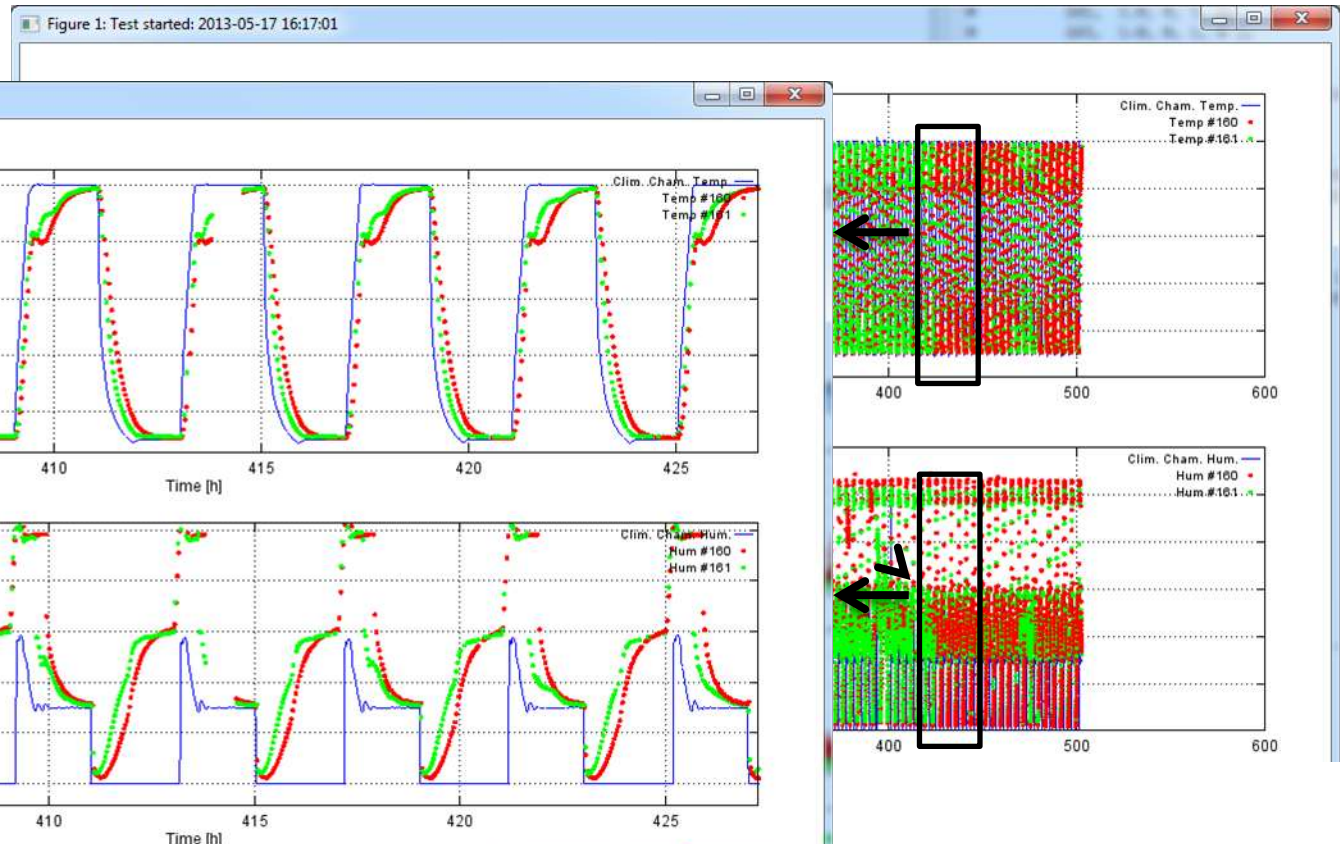 Figure 1: Test started: 2013-05-17 16:17:01
Clim. Cham. Temp.
Temp #160
Temp #161
400
500
600
Clim. Cham. Temp.
Temp #160
Temp #161
410
415
420
425
Time [h]
Clim. Cham. Hum.
Hum #160
Hum #161
400
500
600
Clim. Cham. Hum.
Hum #160
Hum #161
410
415
420
425
Time [h]